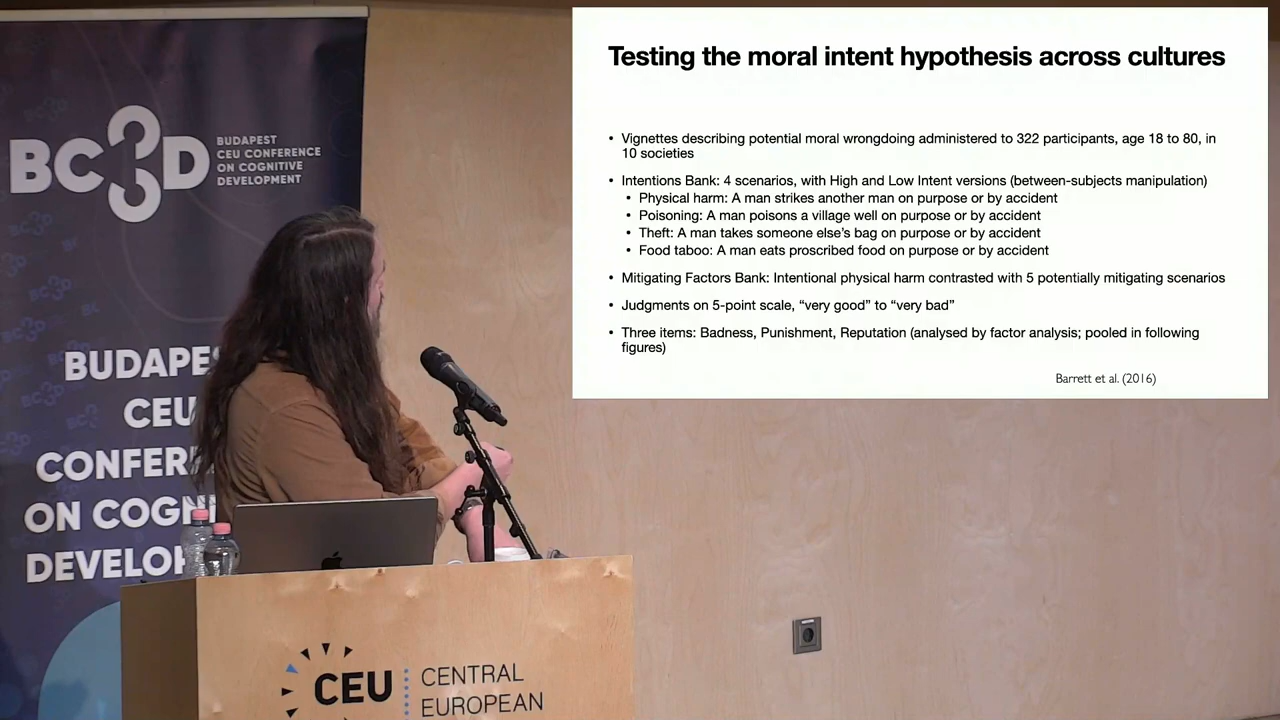 BC3D
BUDAPEST
CEU CONFERENCE
ON COGNITIVE
DEVELOPMENT
CEU
CENTRAL
EUROPEAN
Testing the moral intent hypothesis across cultures
• Vignettes describing potential moral wrongdoing administered to 322 participants, age 18 to 80, in
10 societies
• Intentions Bank: 4 scenarios, with High and Low Intent versions (between-subjects manipulation)
• Physical harm: A man strikes another man on purpose or by accident
• Poisoning: A man poisons a village well on purpose or by accident
• Theft: A man takes someone else’s bag on purpose or by accident
• Food taboo: A man eats proscribed food on purpose or by accident
• Mitigating Factors Bank: Intentional physical harm contrasted with 5 potentially mitigating scenarios
• Judgments on 5-point scale, “very good” to “very bad”
• Three items: Badness, Punishment, Reputation (analysed by factor analysis; pooled in following
figures)
Barrett et al. (2016)